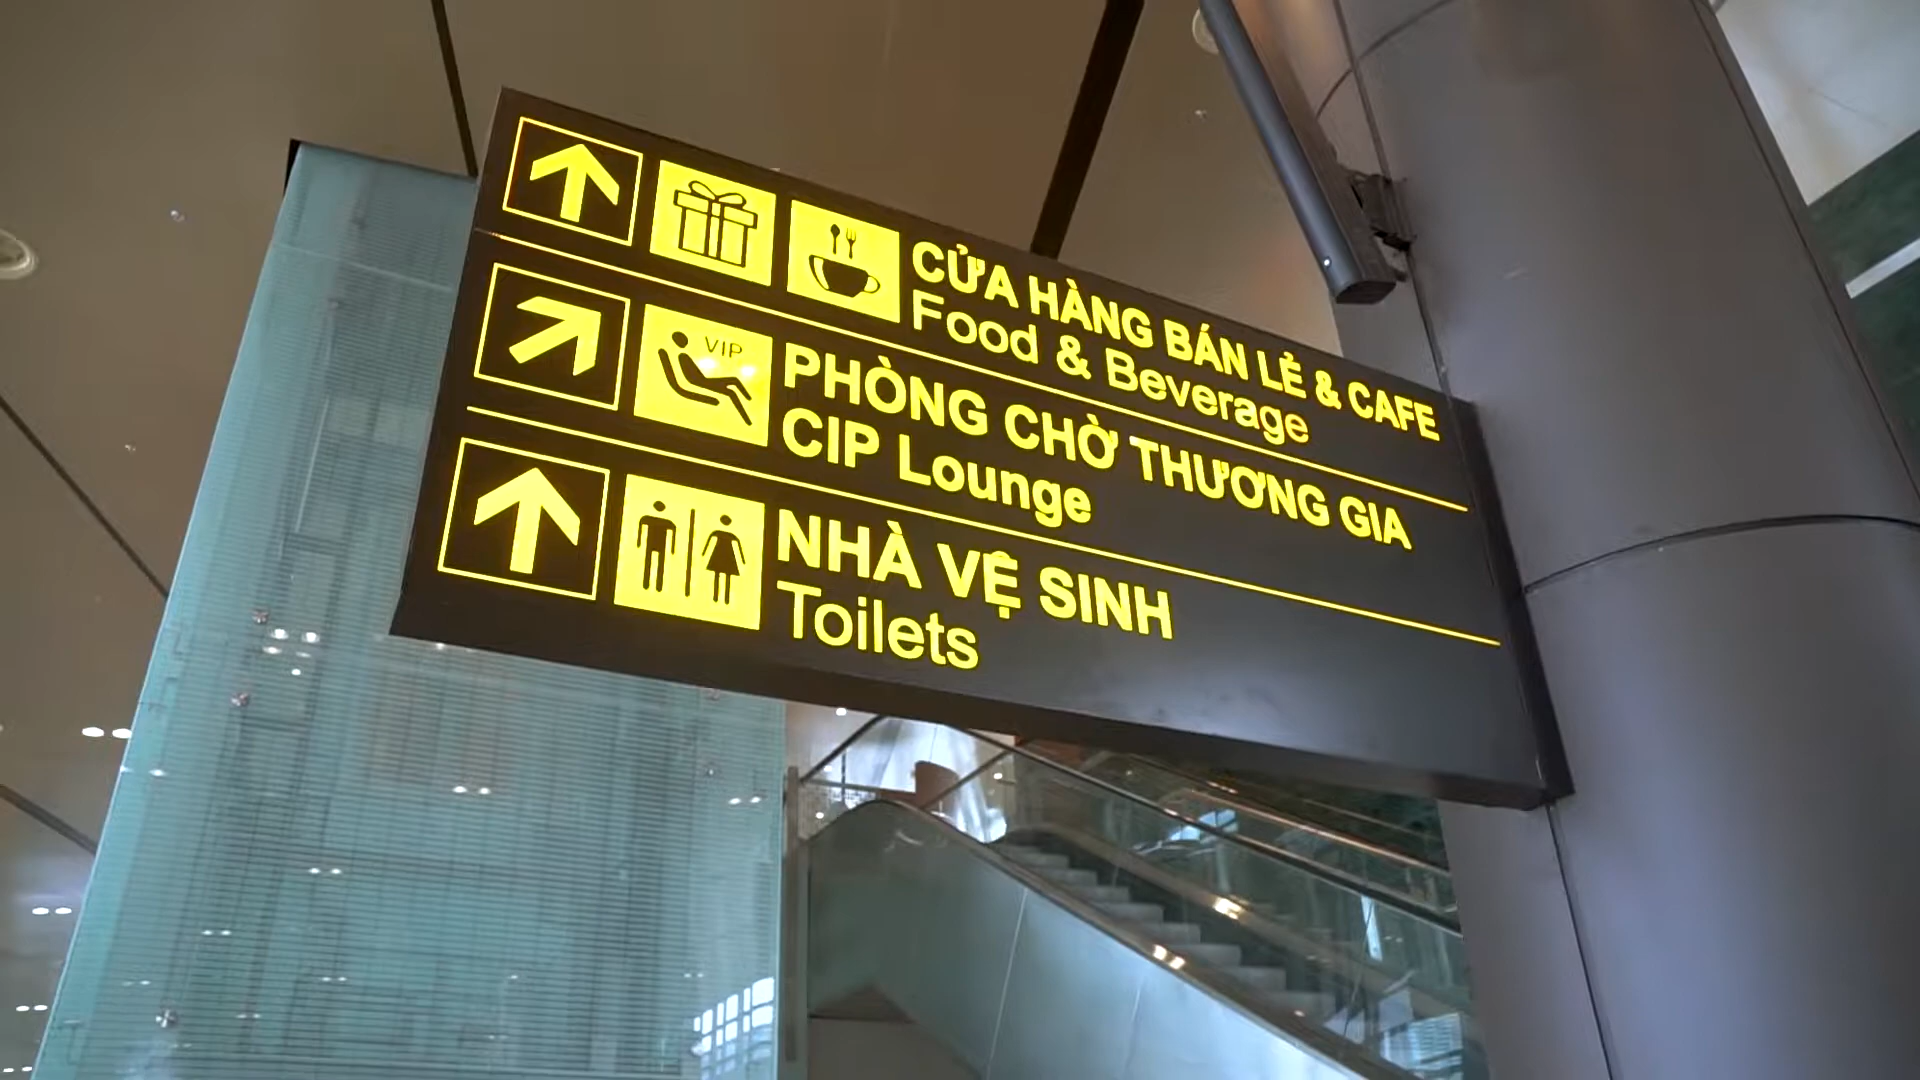 CỬA HÀNG BÁN LẺ & CAFE
Food & Beverage
VIP
PHÒNG CHỜ THƯƠNG GIA
CIP Lounge
NHÀ VỆ SINH
Toilets